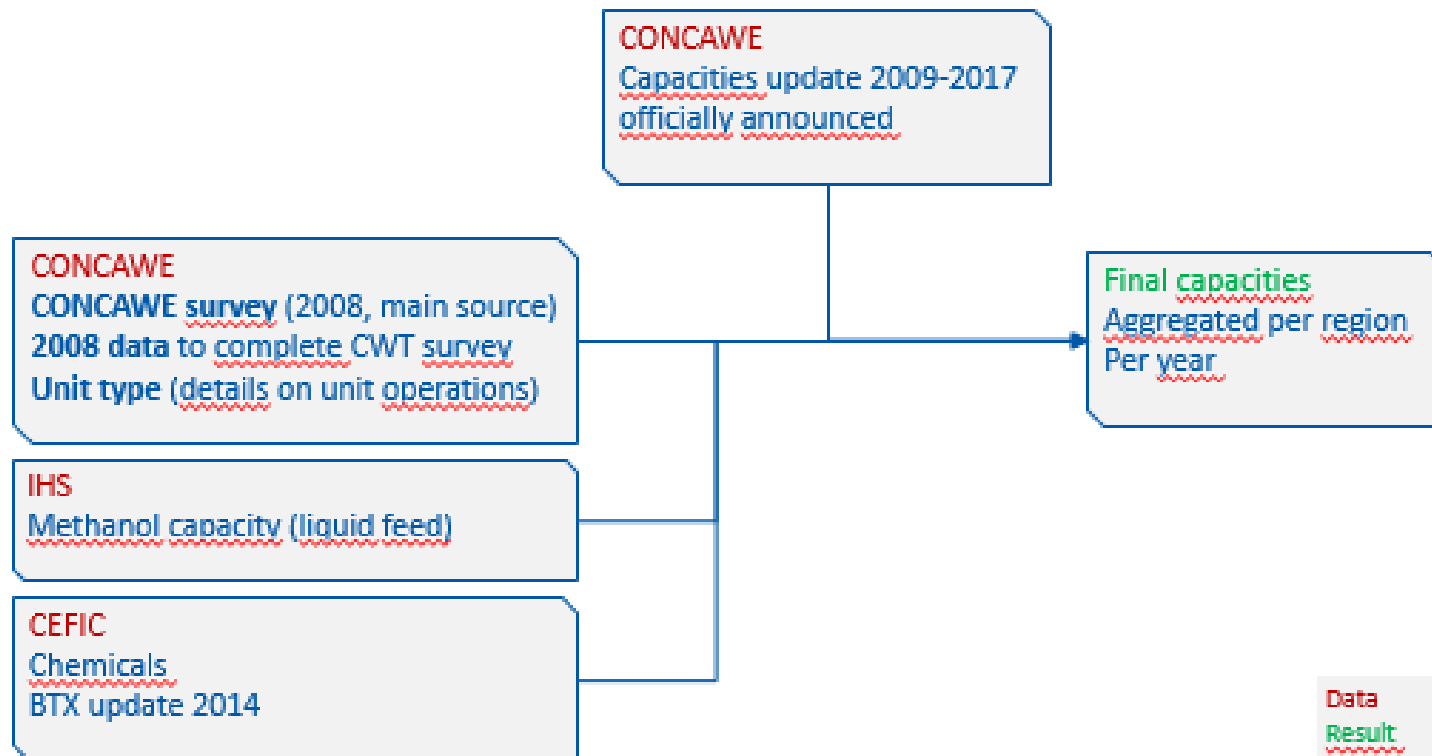 CONCAWE
Capacities update 2009-2017
officially announced
CONCAWE
CONCAWE survey (2008, main source)
2008 data to complete CWT survey
Unit type (details on unit operations)
Final capacities
Aggregated per region
Per year
IHS
Methanol capacity (liquid feed)
CEFIC
Chemicals
BTX update 2014
Data
Result